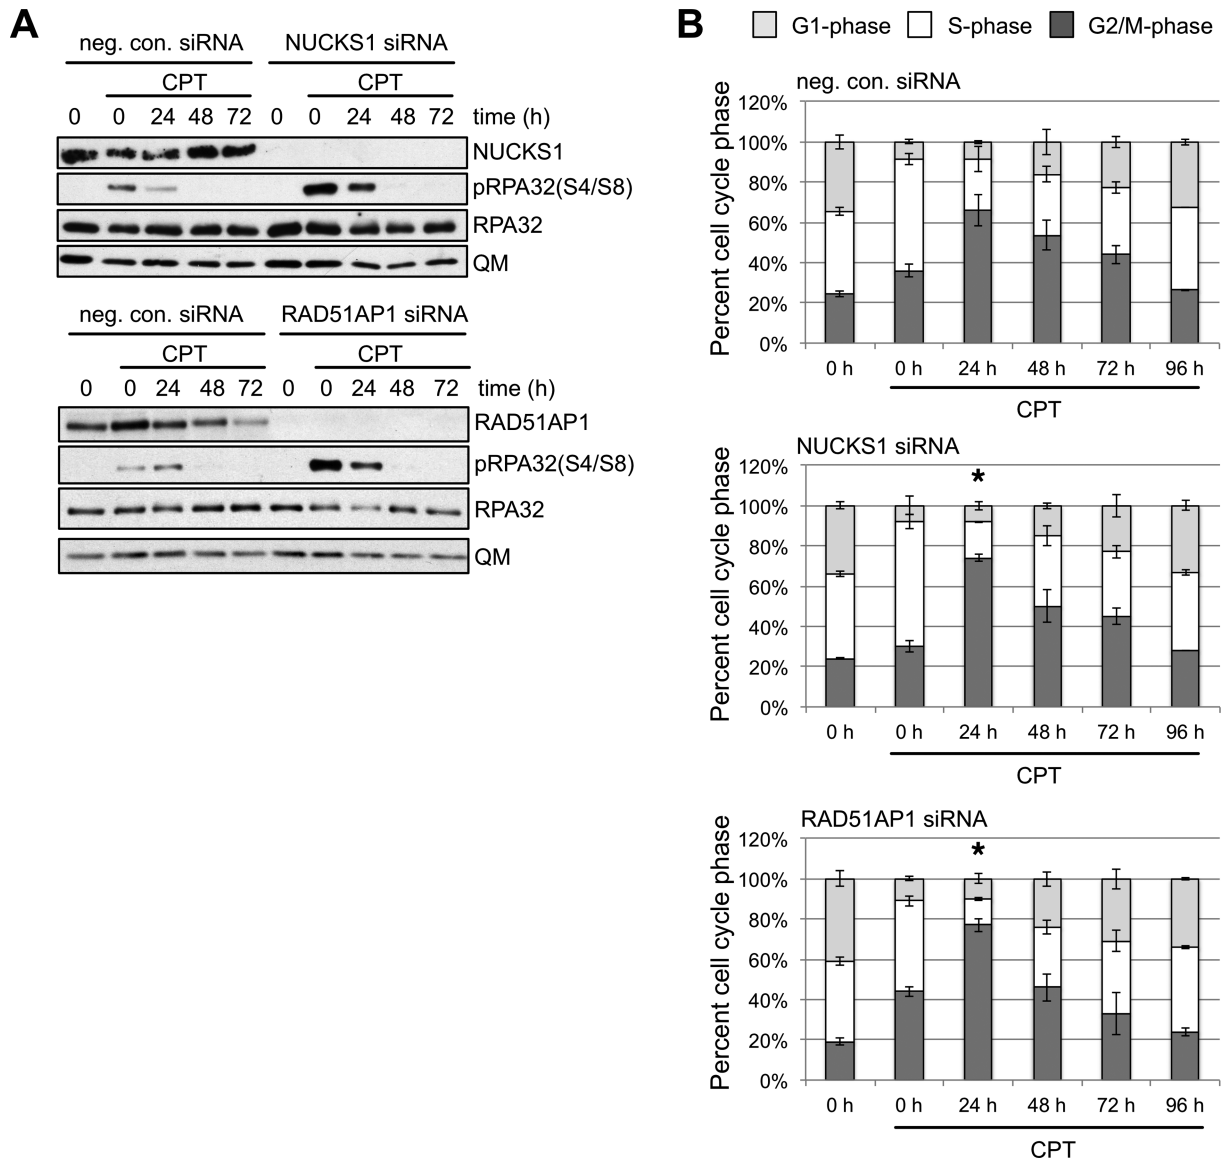 A
neg. con. siRNA NUCKS1 siRNA
CPT CPT
0 0 24 48 72 0 0 24 48 72 time (h)
NUCKS1
pRPA32(S4/S8)
RPA32
QM
neg. con. siRNA RAD51AP1 siRNA
CPT CPT
0 0 24 48 72 0 0 24 48 72 time (h)
RAD51AP1
pRPA32(S4/S8)
RPA32
QM
B
G1-phase S-phase G2/M-phase
neg. con. siRNA
Percent cell cycle phase
120%
100%
80%
60%
40%
20%
0%
0 h 0 h 24 h 48 h 72 h 96 h
CPT
NUCKS1 siRNA
Percent cell cycle phase
120%
*
100%
80%
60%
40%
20%
0%
0 h 0 h 24 h 48 h 72 h 96 h
CPT
RAD51AP1 siRNA
Percent cell cycle phase
120%
*
100%
80%
60%
40%
20%
0%
0 h 0 h 24 h 48 h 72 h 96 h
CPT